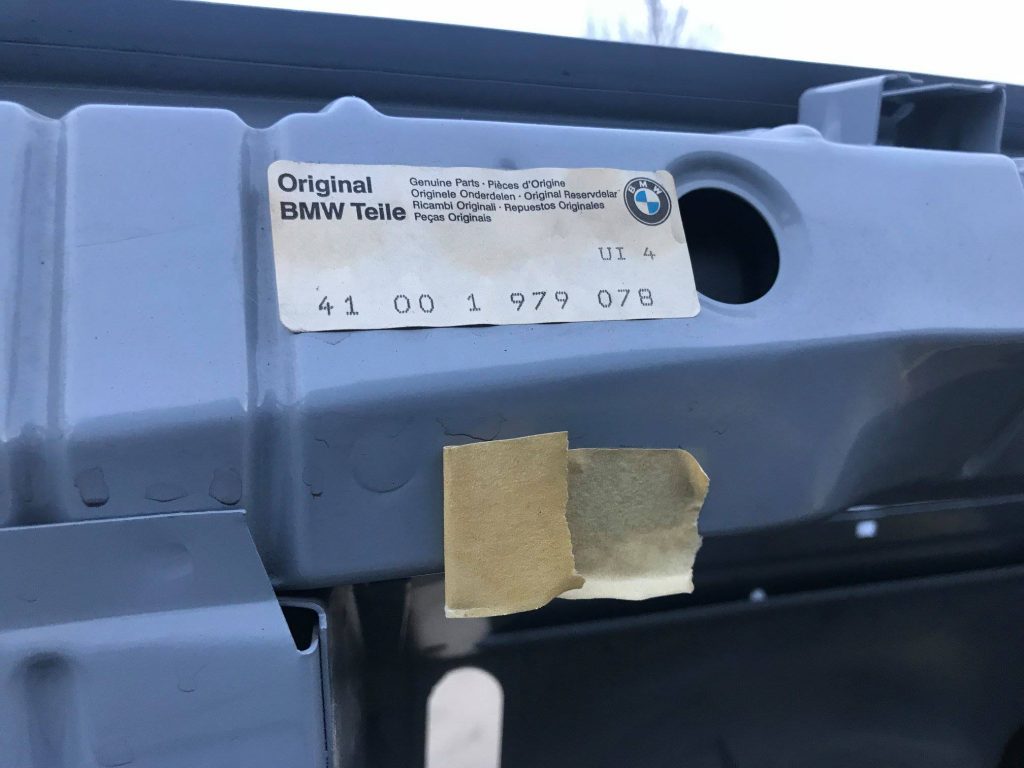 Original
BMW Teile
Genuine Parts · Pièces d'Origine
Originele Onderdelen · Original Reservdelar
Ricambi Originali · Repuestos Originales
Peças Originais
BMW
UI 4
41 00 1 979 078